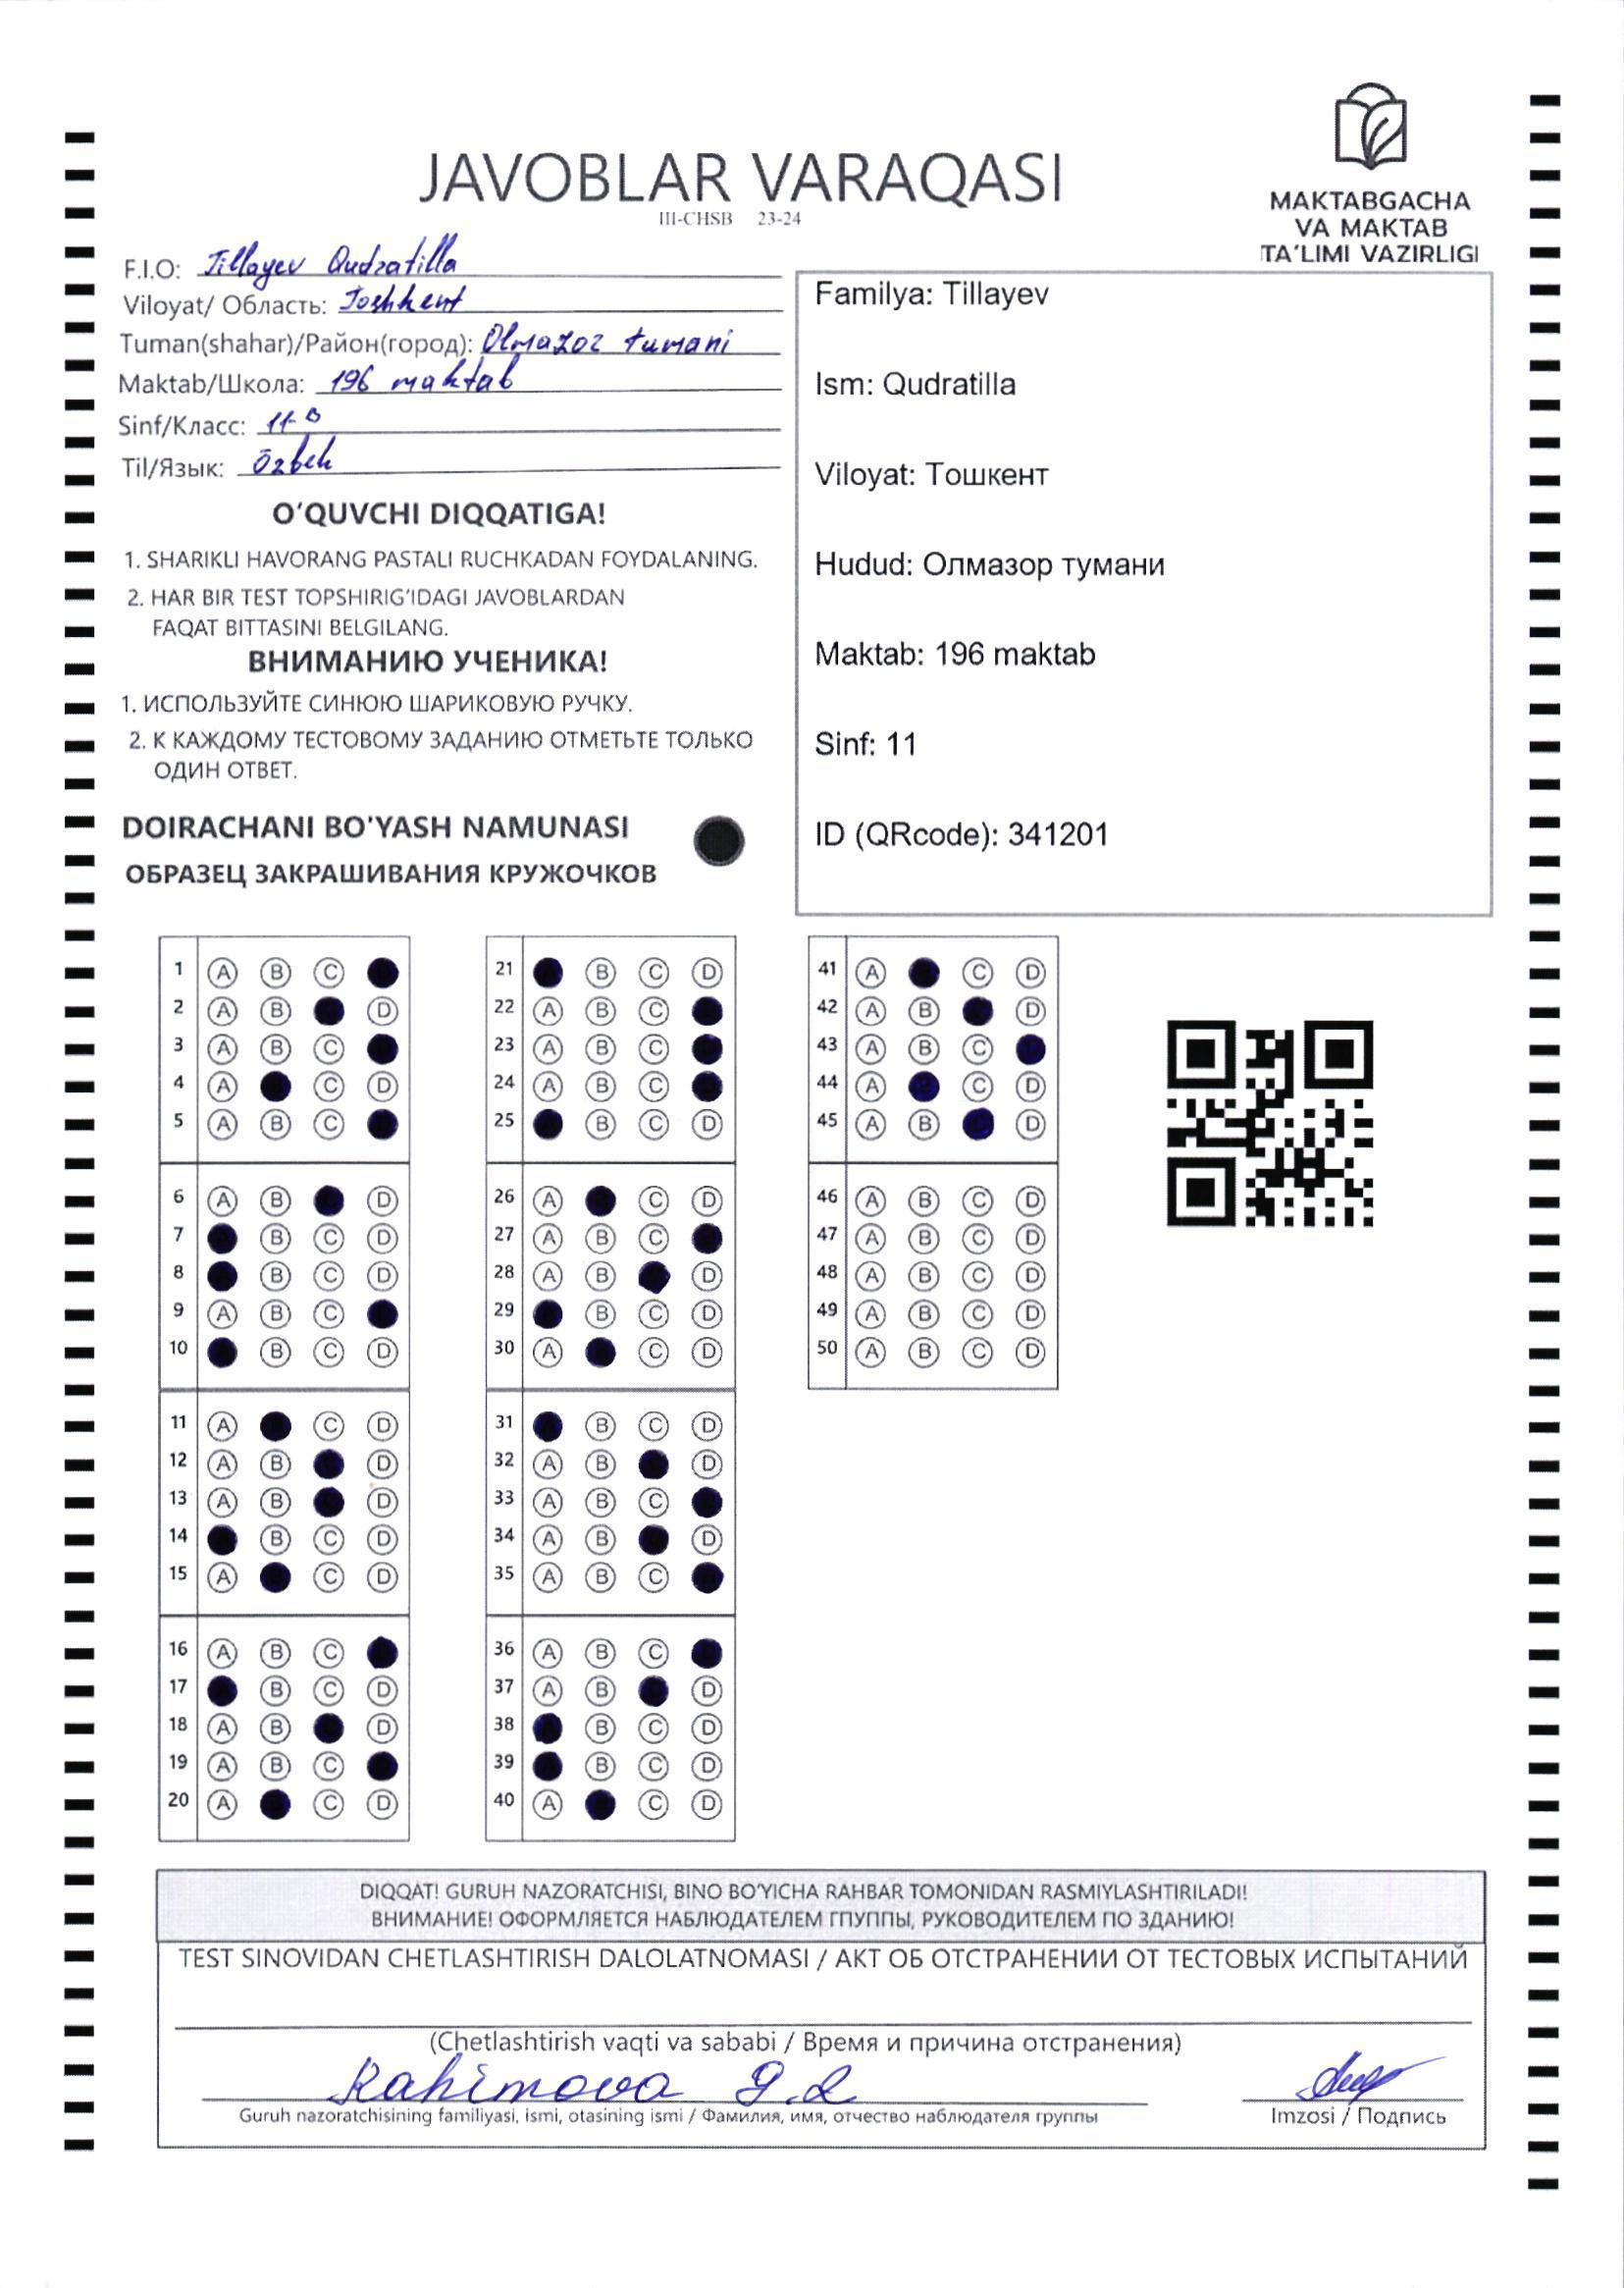 JAVOBLAR VARAQASI
III-CHSB 23-24
MAKTABGACHA
VA MAKTAB
TA'LIMI VAZIRLIGI
F.I.O: Tillayev Qudratilla
Viloyat/ Область: Toshkent
Tuman(shahar)/Район(город): Olmazor tumani
Maktab/Школа: 196 maktab
Sinf/Класс: 11-B
Til/Язык: Özbek
O'QUVCHI DIQQATIGA!
1. SHARIKLI HAVORANG PASTALI RUCHKADAN FOYDALANING.
2. HAR BIR TEST TOPSHIRIG'IDAGI JAVOBLARDAN
FAQAT BITTASINI BELGILANG.
ВНИМАНИЮ УЧЕНИКА!
1. ИСПОЛЬЗУЙТЕ СИНЮЮ ШАРИКОВУЮ РУЧКУ.
2. К КАЖДОМУ ТЕСТОВОМУ ЗАДАНИЮ ОТМЕТЬТЕ ТОЛЬКО
ОДИН ОТВЕТ.
DOIRACHANI BO'YASH NAMUNASI
ОБРАЗЕЦ ЗАКРАШИВАНИЯ КРУЖОЧКОВ
Familya: Tillayev
Ism: Qudratilla
Viloyat: Тошкент
Hudud: Олмазор тумани
Maktab: 196 maktab
Sinf: 11
ID (QRcode): 341201
1 A B C
2 A B D
3 A B C
4 A C D
5 A B C
6 A B D
7 B C D
8 B C D
9 A B C
10 B C D
11 A C D
12 A B D
13 A B D
14 B C D
15 A C D
16 A B C
17 B C D
18 A B D
19 A B C
20 A C D
21 B C D
22 A B C
23 A B C
24 A B C
25 B C D
26 A C D
27 A B C
28 A B D
29 B C D
30 A C D
31 B C D
32 A B D
33 A B C
34 A B D
35 A B C
36 A B C
37 A B D
38 B C D
39 B C D
40 A C D
41 A C D
42 A B D
43 A B C
44 A C D
45 A B D
46 A B C D
47 A B C D
48 A B C D
49 A B C D
50 A B C D
DIQQAT! GURUH NAZORATCHISI, BINO BO'YICHA RAHBAR TOMONIDAN RASMIYLASHTIRILADI!
ВНИМАНИЕ! ОФОРМЛЯЕТСЯ НАБЛЮДАТЕЛЕМ ГПУППЫ, РУКОВОДИТЕЛЕМ ПО ЗДАНИЮ!
TEST SINOVIDAN CHETLASHTIRISH DALOLATNOMASI / АКТ ОБ ОТСТРАНЕНИИ ОТ ТЕСТОВЫХ ИСПЫТАНИЙ
(Chetlashtirish vaqti va sababi / Время и причина отстранения)
Rahimova
Guruh nazoratchisining familiyasi, ismi, otasining ismi / Фамилия, имя, отчество наблюдателя группы
Imzosi / Подпись